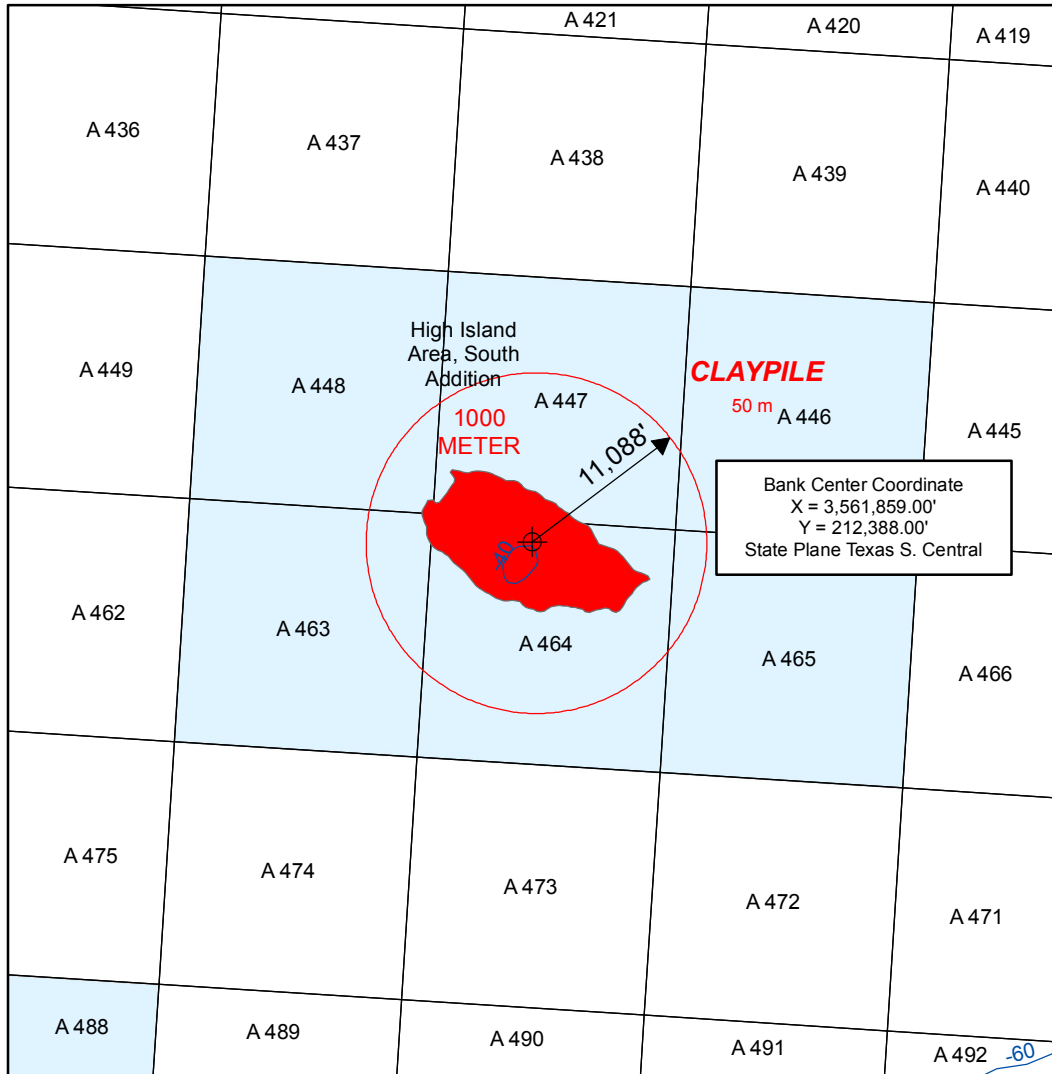 A 421
A 420
A 419
A 436
A 437
A 438
A 439
A 440
High Island
Area, South
Addition
A 449
A 448
A 447
CLAYPILE
50 m
A 446
A 445
1000
METER
11,088'
Bank Center Coordinate
X = 3,561,859.00'
Y = 212,388.00'
State Plane Texas S. Central
-40
A 462
A 463
A 464
A 465
A 466
A 475
A 474
A 473
A 472
A 471
A 488
A 489
A 490
A 491
A 492
-60